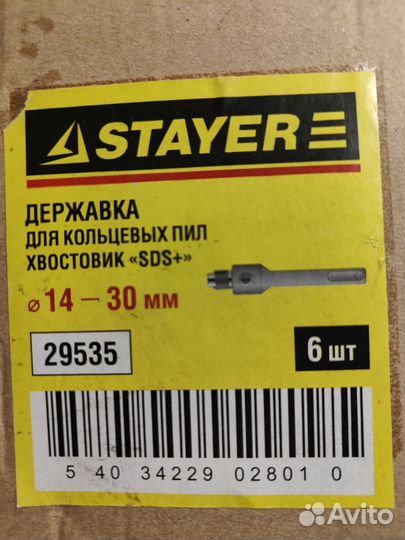 STAYER
ДЕРЖАВКА
ДЛЯ КОЛЬЦЕВЫХ ПИЛ
ХВОСТОВИК «SDS+»
⌀ 14 – 30 мм
29535
6 шт
5 40 34229 02801 0
Avito